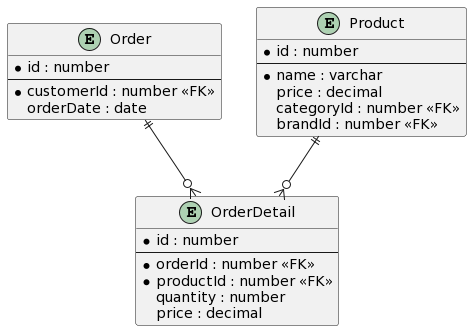 E Order
* id : number
* customerId : number «FK»
orderDate : date
E Product
* id : number
* name : varchar
price : decimal
categoryId : number «FK»
brandId : number «FK»
E OrderDetail
* id : number
* orderId : number «FK»
* productId : number «FK»
quantity : number
price : decimal